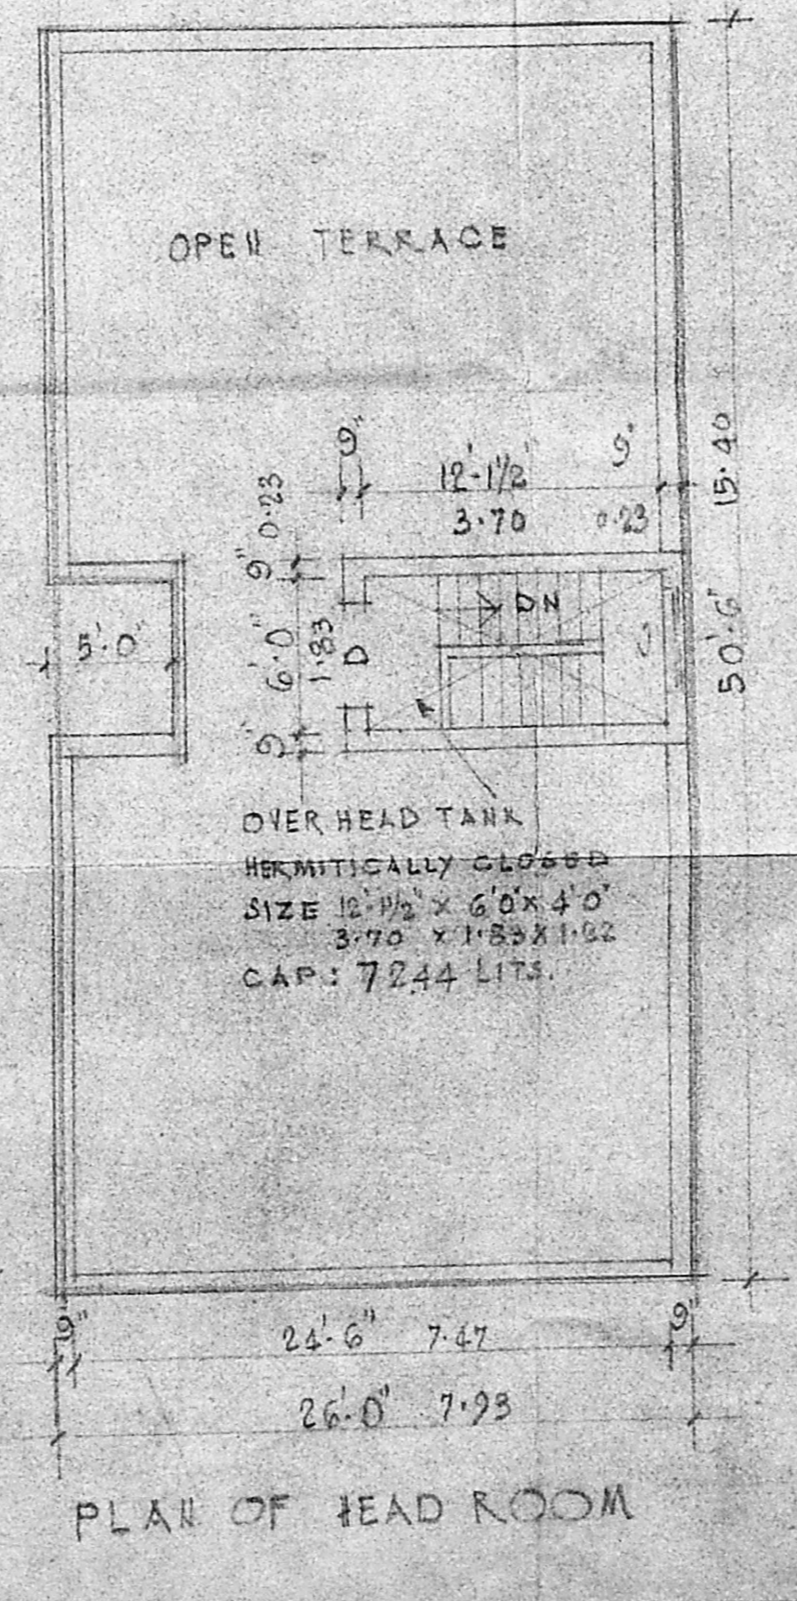 OPEN TERRACE
9"
12'-1½"
9"
3.70
0.23
9" 0.23
15.40
DN
5'-0"
6'-0"
1.83
D
50'-6"
9"
OVER HEAD TANK
HERMITICALLY CLOSED
SIZE 12'-1½" X 6'0" X 4'0"
3.70 X 1.83 X 1.22
CAP: 7244 LITS.
9"
24'-6" 7.47
9"
26'-0" 7.93
PLAN OF HEAD ROOM